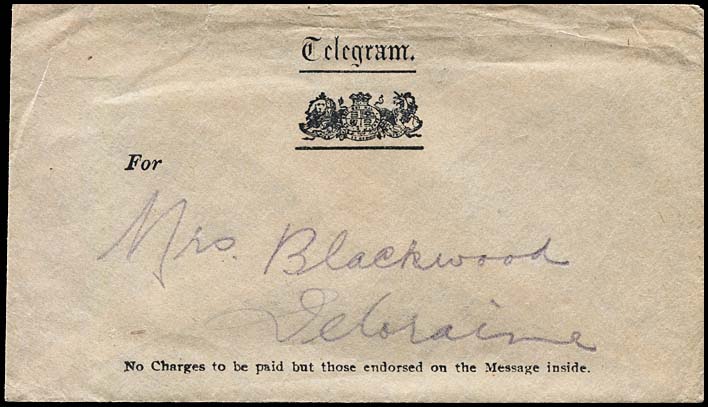 Telegram.
For
Mrs. Blackwood
Deloraine
No Charges to be paid but those endorsed on the Message inside.